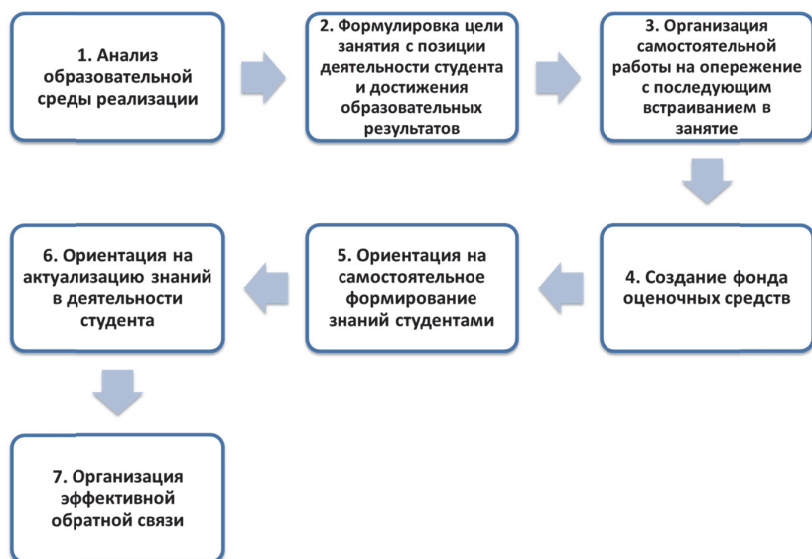 1. Анализ
образовательной
среды реализации
2. Формулировка цели
занятия с позиции
деятельности студента
и достижения
образовательных
результатов
3. Организация
самостоятельной
работы на опережение
с последующим
встраиванием в
занятие
4. Создание фонда
оценочных средств
5. Ориентация на
самостоятельное
формирование
знаний студентами
6. Ориентация на
актуализацию знаний
в деятельности
студента
7. Организация
эффективной
обратной связи